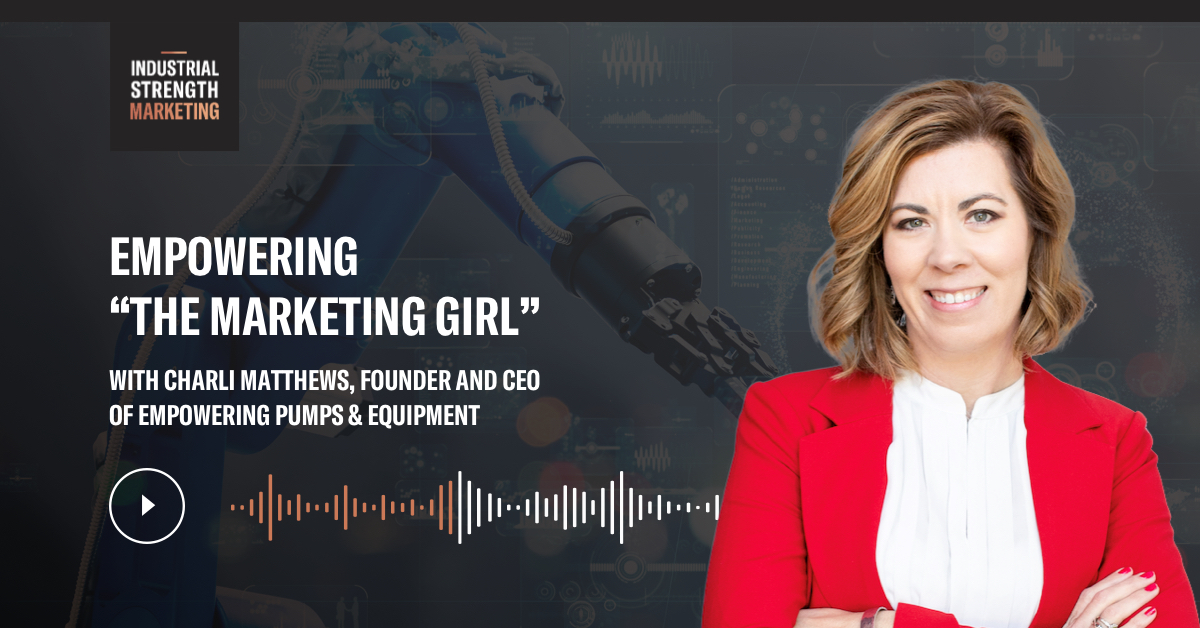 INDUSTRIAL
STRENGTH
MARKETING
EMPOWERING
“THE MARKETING GIRL”
WITH CHARLI MATTHEWS, FOUNDER AND CEO
OF EMPOWERING PUMPS & EQUIPMENT